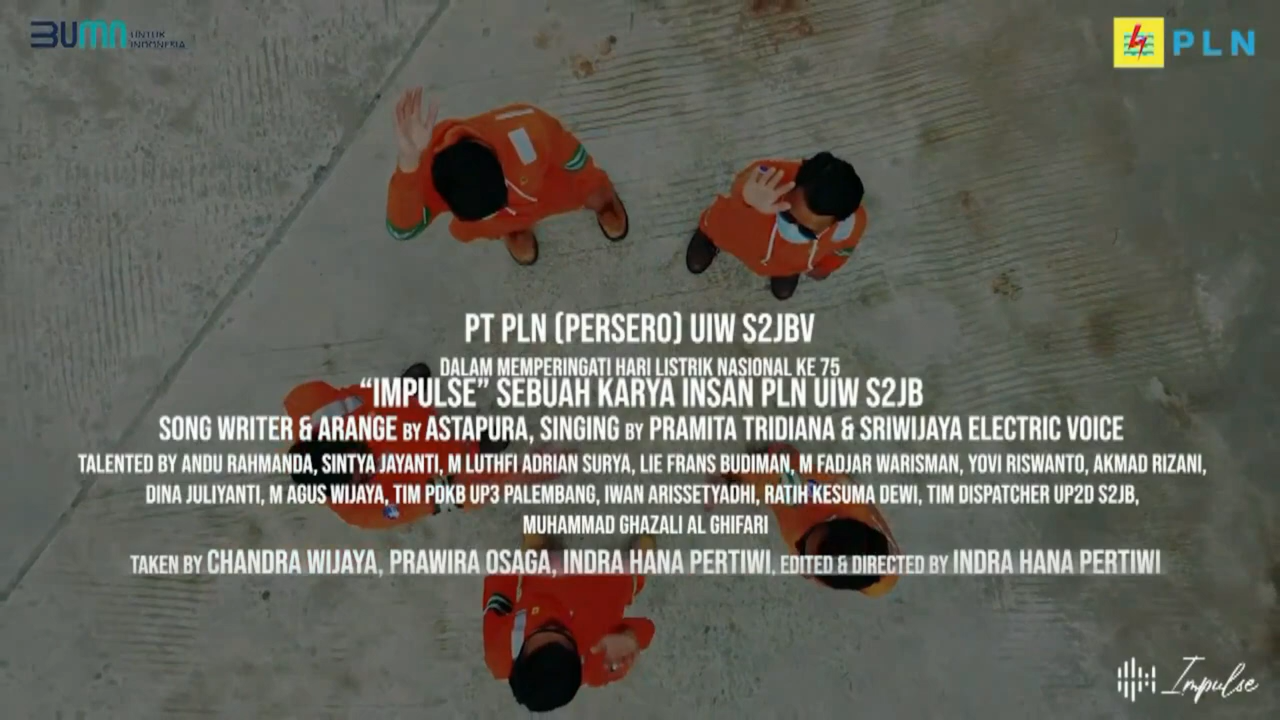 BUMN UNTUK INDONESIA
PLN
PT PLN (PERSERO) UIW S2JBV
DALAM MEMPERINGATI HARI LISTRIK NASIONAL KE 75
“IMPULSE” SEBUAH KARYA INSAN PLN UIW S2JB
SONG WRITER & ARANGE BY ASTAPURA, SINGING BY PRAMITA TRIDIANA & SRIWIJAYA ELECTRIC VOICE
TALENTED BY ANDU RAHMANDA, SINTYA JAYANTI, M LUTHFI ADRIAN SURYA, LIE FRANS BUDIMAN, M FADJAR WARISMAN, YOVI RISWANTO, AKMAD RIZANI,
DINA JULIYANTI, M AGUS WIJAYA, TIM PDKB UP3 PALEMBANG, IWAN ARISSETYADHI, RATIH KESUMA DEWI, TIM DISPATCHER UP2D S2JB,
MUHAMMAD GHAZALI AL GHIFARI
TAKEN BY CHANDRA WIJAYA, PRAWIRA OSAGA, INDRA HANA PERTIWI, EDITED & DIRECTED BY INDRA HANA PERTIWI
Impulse